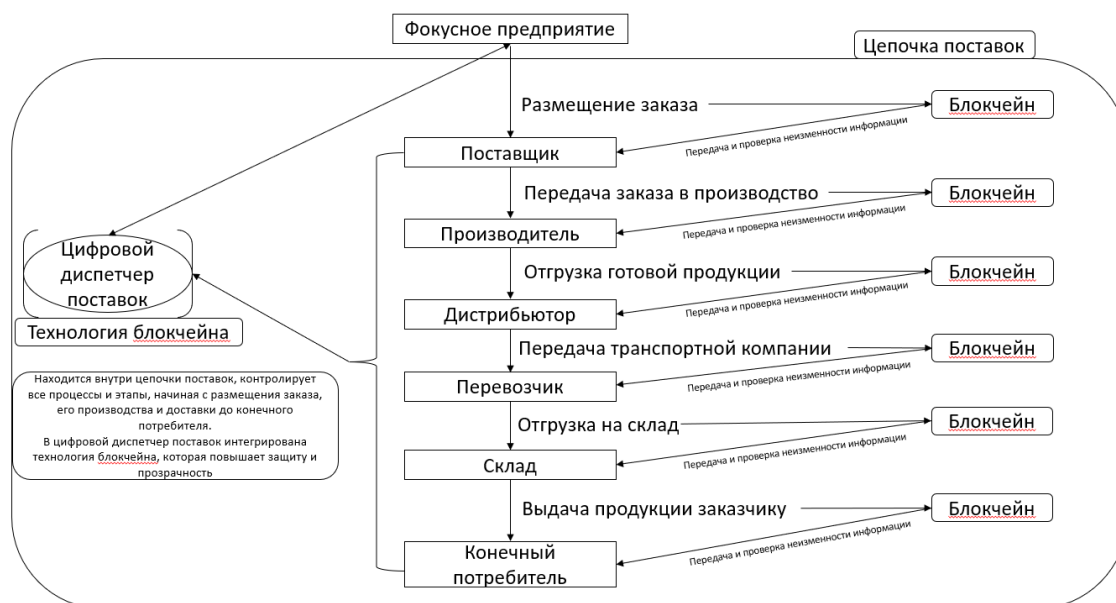 Фокусное предприятие
Цепочка поставок
Размещение заказа
Блокчейн
Передача и проверка неизменности информации
Поставщик
Передача заказа в производство
Блокчейн
Передача и проверка неизменности информации
Производитель
Цифровой
диспетчер
поставок
Отгрузка готовой продукции
Блокчейн
Передача и проверка неизменности информации
Дистрибьютор
Технология блокчейна
Передача транспортной компании
Блокчейн
Передача и проверка неизменности информации
Перевозчик
Находится внутри цепочки поставок, контролирует
все процессы и этапы, начиная с размещения заказа,
его производства и доставки до конечного
потребителя.
В цифровой диспетчер поставок интегрирована
технология блокчейна, которая повышает защиту и
прозрачность
Отгрузка на склад
Блокчейн
Передача и проверка неизменности информации
Склад
Выдача продукции заказчику
Блокчейн
Передача и проверка неизменности информации
Конечный
потребитель